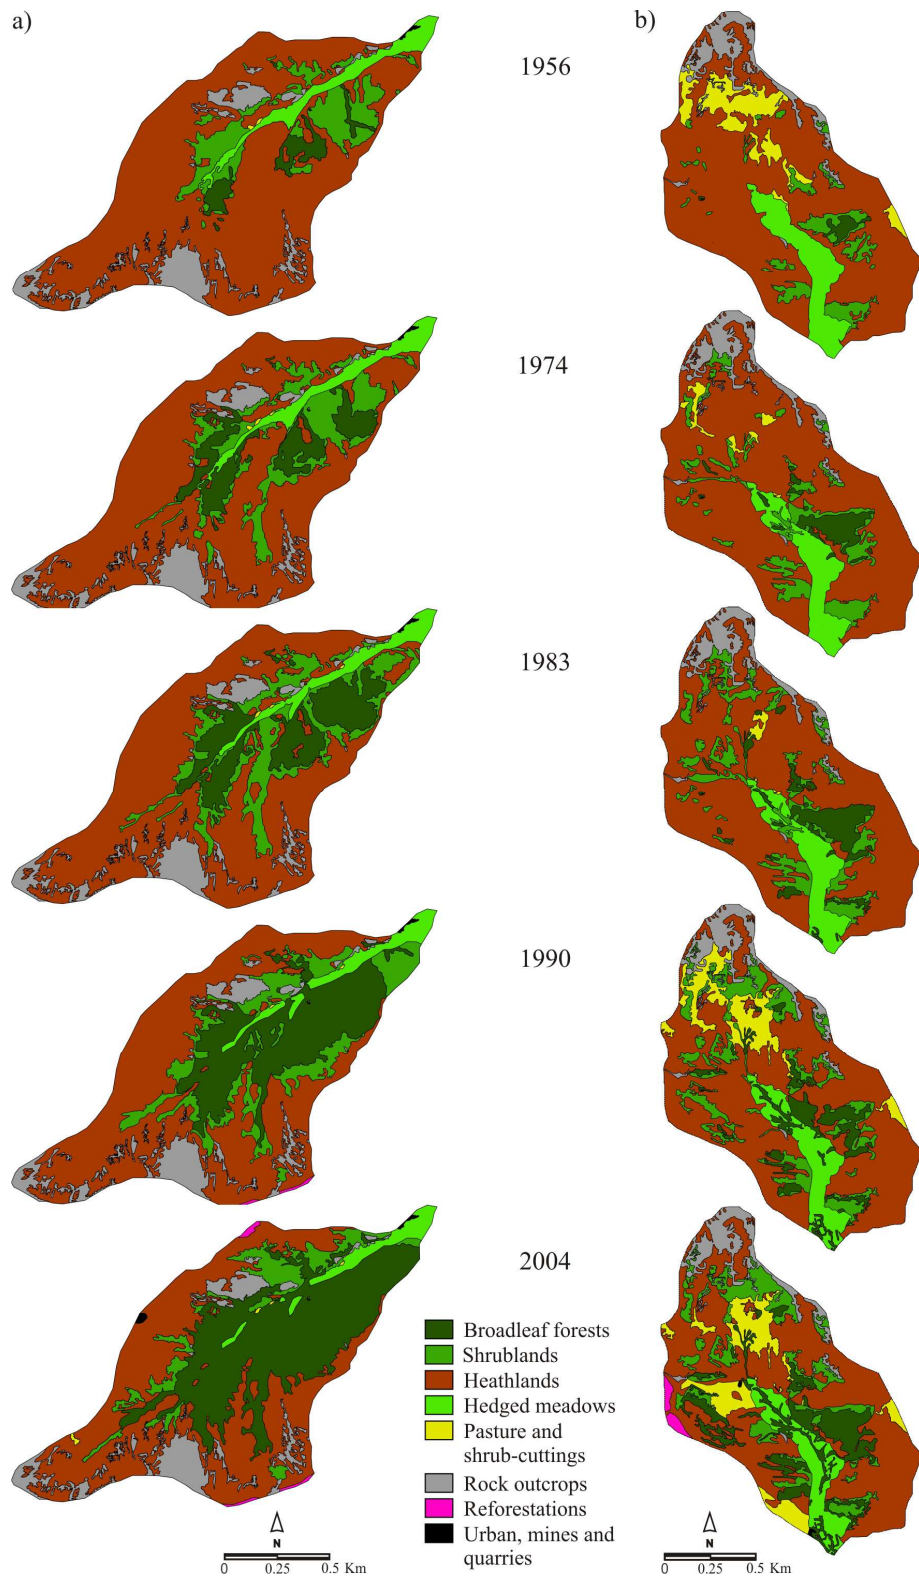 a)
b)
1956
1974
1983
1990
2004
Broadleaf forests
Shrublands
Heathlands
Hedged meadows
Pasture and
shrub-cuttings
Rock outcrops
Reforestations
Urban, mines and
quarries
N
0 0.25 0.5 Km
N
0 0.25 0.5 Km